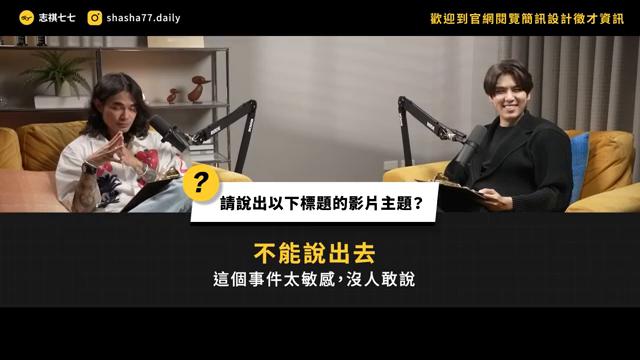 志祺七七
shasha77.daily
歡迎到官網閱覽簡訊設計徵才資訊
?
請說出以下標題的影片主題？
不能說出去
這個事件太敏感，沒人敢說